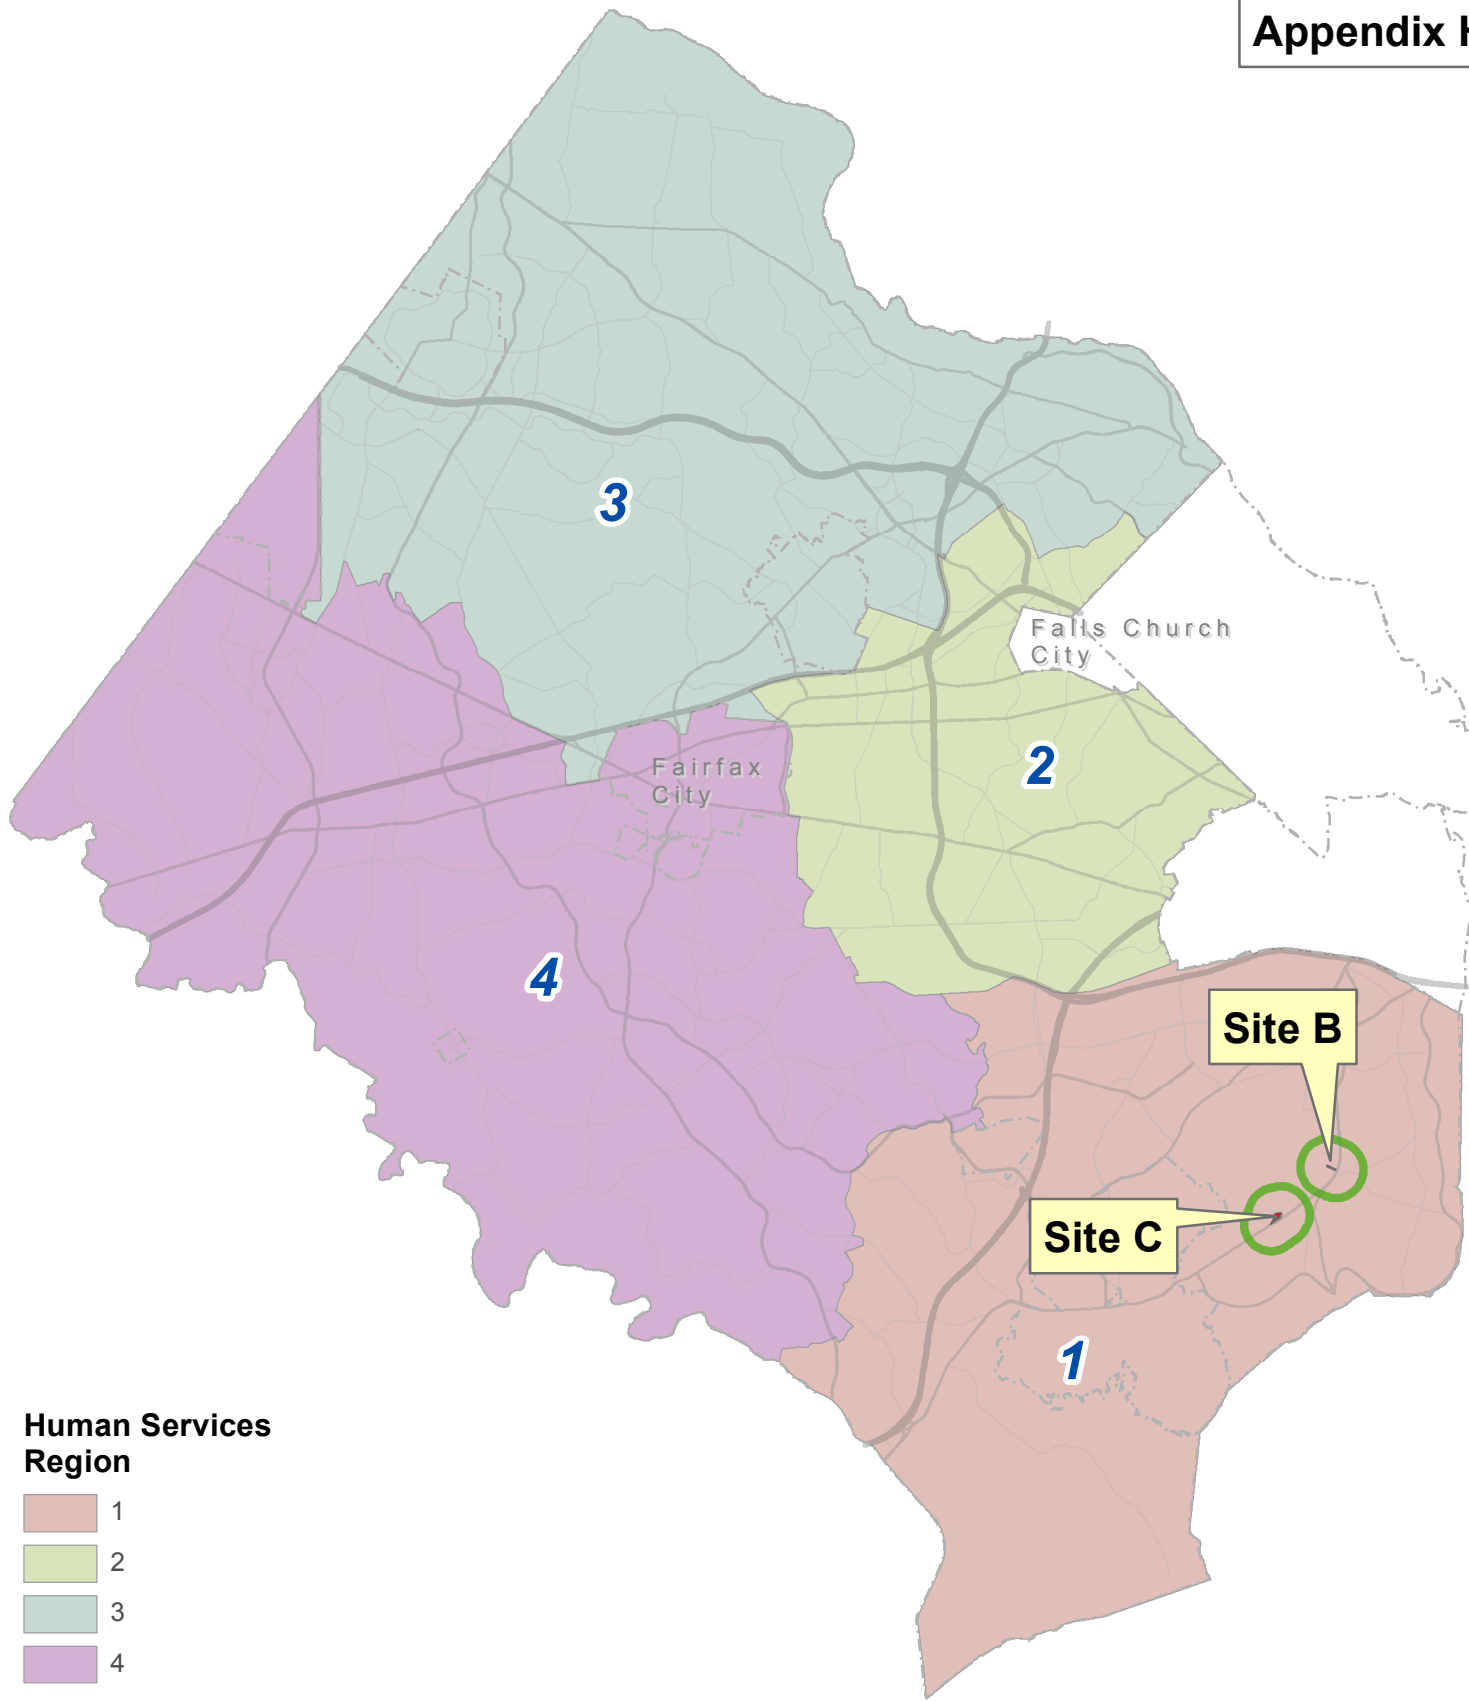 Appendix H
3
Falls Church
City
2
Fairfax
City
4
Site B
Site C
1
Human Services
Region
1
2
3
4